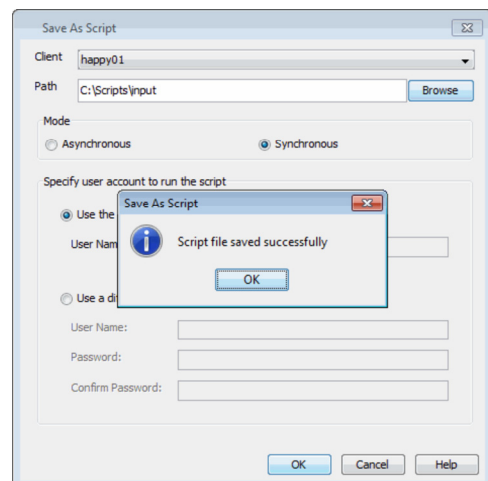 Save As Script
Client
happy01
Path
C:\Scripts\input
Browse
Mode
Asynchronous
Synchronous
Specify user account to run the script
Use the
User Nam
Save As Script
Script file saved successfully
OK
Use a di
User Name:
Password:
Confirm Password:
OK
Cancel
Help